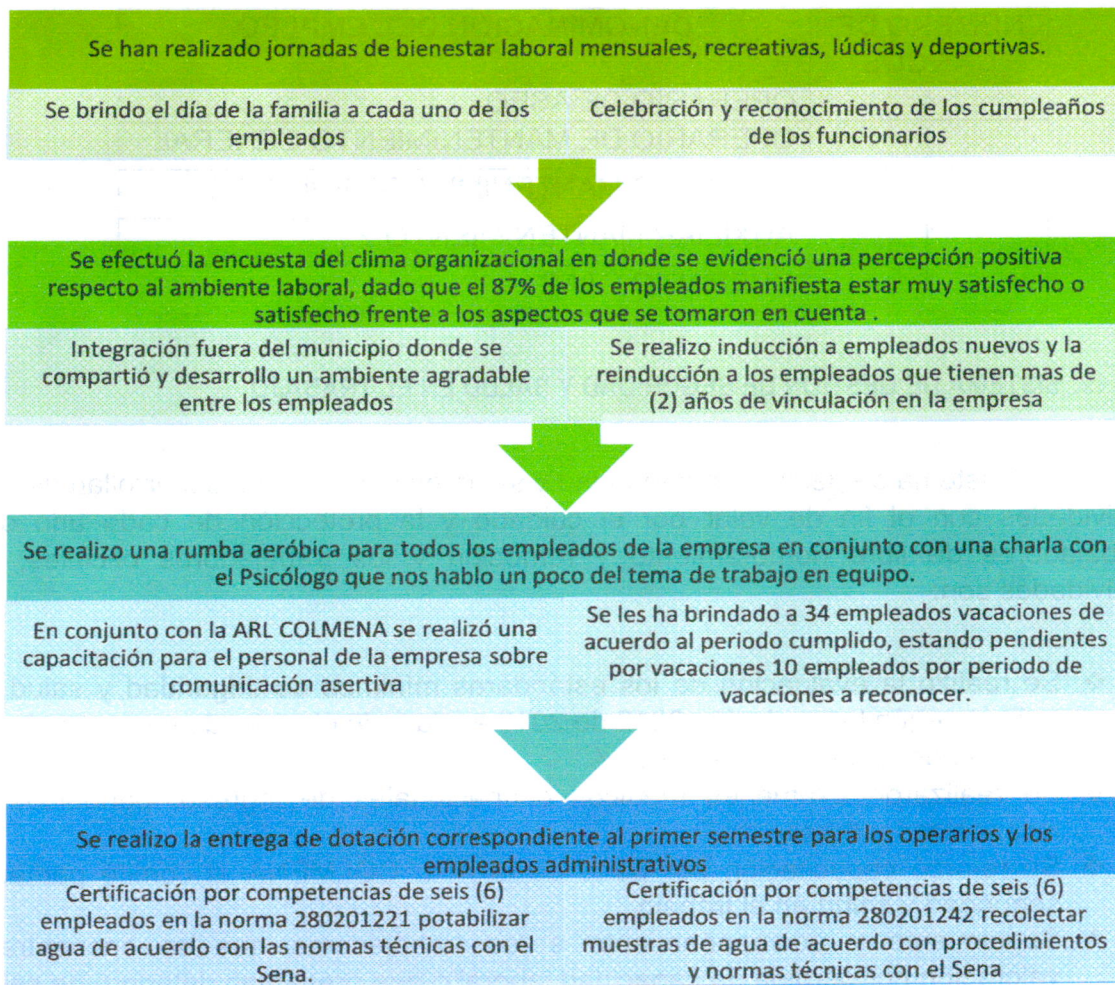 Se han realizado jornadas de bienestar laboral mensuales, recreativas, lúdicas y deportivas.
Se brindo el día de la familia a cada uno de los
empleados
Celebración y reconocimiento de los cumpleaños
de los funcionarios
Se efectuó la encuesta del clima organizacional en donde se evidenció una percepción positiva
respecto al ambiente laboral, dado que el 87% de los empleados manifiesta estar muy satisfecho o
satisfecho frente a los aspectos que se tomaron en cuenta .
Integración fuera del municipio donde se
compartió y desarrollo un ambiente agradable
entre los empleados
Se realizo inducción a empleados nuevos y la
reinducción a los empleados que tienen mas de
(2) años de vinculación en la empresa
Se realizo una rumba aeróbica para todos los empleados de la empresa en conjunto con una charla con
el Psicólogo que nos hablo un poco del tema de trabajo en equipo.
En conjunto con la ARL COLMENA se realizó una
capacitación para el personal de la empresa sobre
comunicación asertiva
Se les ha brindado a 34 empleados vacaciones de
acuerdo al periodo cumplido, estando pendientes
por vacaciones 10 empleados por periodo de
vacaciones a reconocer.
Se realizo la entrega de dotación correspondiente al primer semestre para los operarios y los
empleados administrativos
Certificación por competencias de seis (6)
empleados en la norma 280201221 potabilizar
agua de acuerdo con las normas técnicas con el
Sena.
Certificación por competencias de seis (6)
empleados en la norma 280201242 recolectar
muestras de agua de acuerdo con procedimientos
y normas técnicas con el Sena